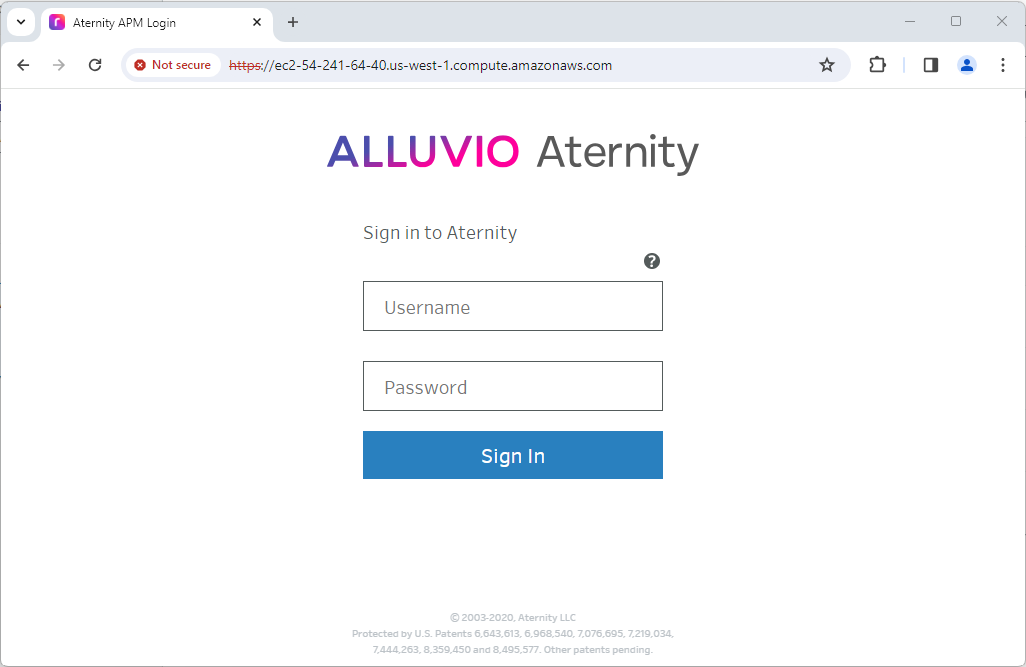 Aternity APM Login
Not secure
https://ec2-54-241-64-40.us-west-1.compute.amazonaws.com
ALLUVIO Aternity
Sign in to Aternity
?
Username
Password
Sign In
© 2003-2020, Aternity LLC
Protected by U.S. Patents 6,643,613, 6,968,540, 7,076,695, 7,219,034,
7,444,263, 8,359,450 and 8,495,577. Other patents pending.